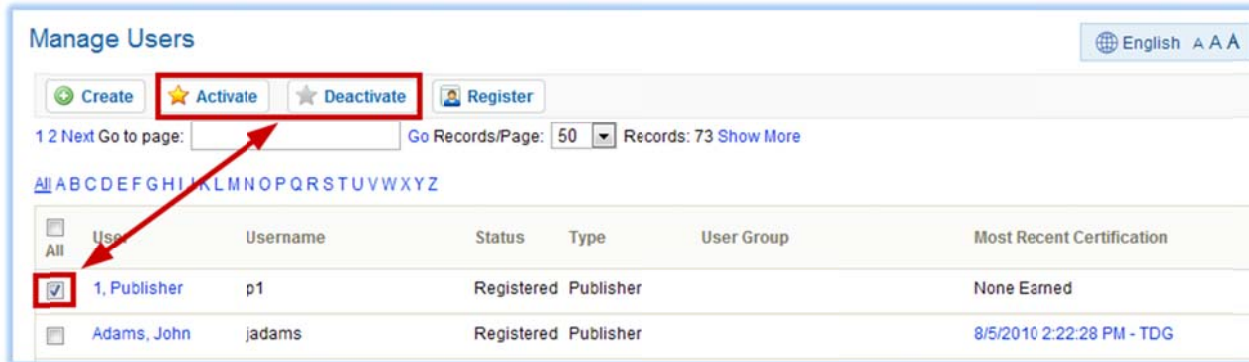 Manage Users
English A A A
Create Activate Deactivate Register
1 2 Next Go to page: Go Records/Page: 50 Records: 73 Show More
All A B C D E F G H I J K L M N O P Q R S T U V W X Y Z
All User Username Status Type User Group Most Recent Certification
1, Publisher p1 Registered Publisher None Earned
Adams, John jadams Registered Publisher 8/5/2010 2:22:28 PM - TDG